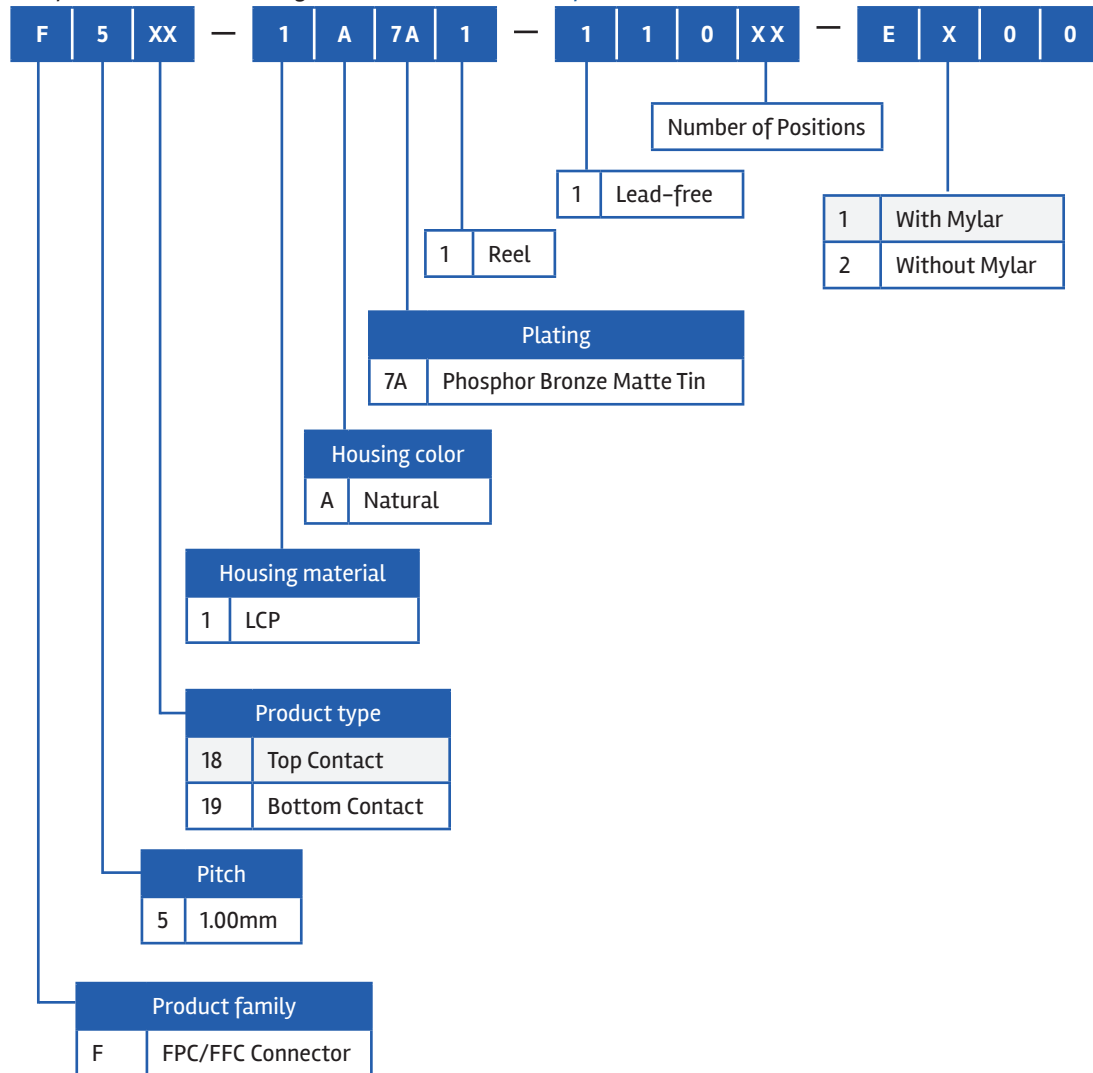 F 5 XX — 1 A 7A 1 — 1 1 0 XX — E X 0 0
Number of Positions
1 Lead-free
1 With Mylar
2 Without Mylar
1 Reel
Plating
7A Phosphor Bronze Matte Tin
Housing color
A Natural
Housing material
1 LCP
Product type
18 Top Contact
19 Bottom Contact
Pitch
5 1.00mm
Product family
F FPC/FFC Connector